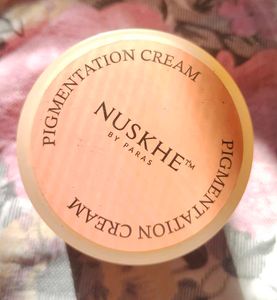 PIGMENTATION CREAM
NUSKHE™
BY PARAS
PIGMENTATION CREAM